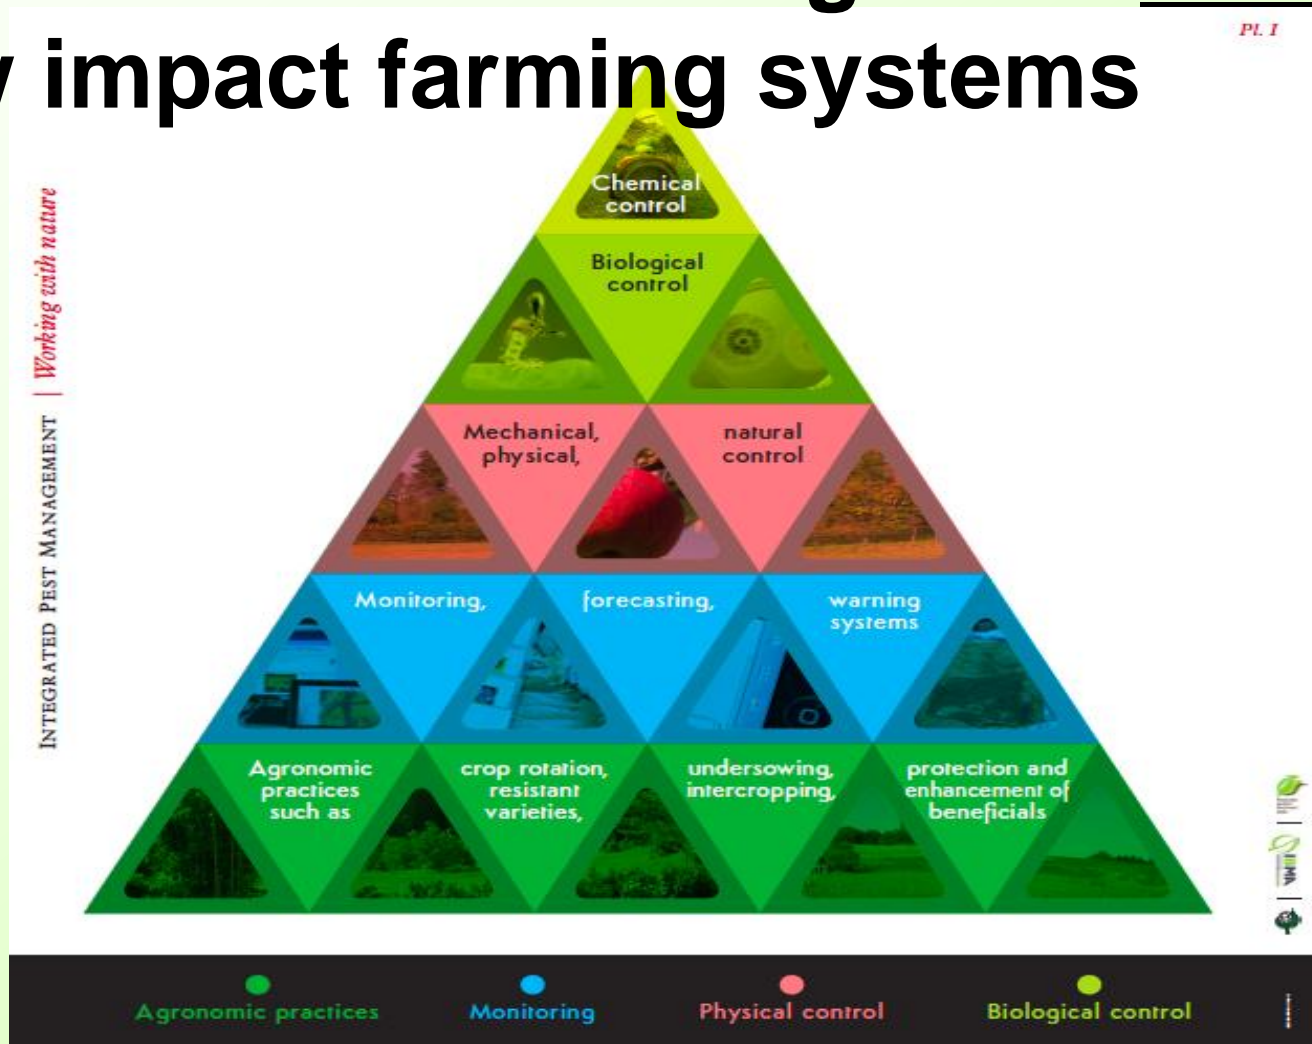 impact farming systems
Pl. I
INTEGRATED PEST MANAGEMENT | Working with nature
Chemical
control
Biological
control
Mechanical,
physical,
natural
control
Monitoring,
forecasting,
warning
systems
Agronomic
practices
such as
crop rotation,
resistant
varieties,
undersowing,
intercropping,
protection and
enhancement of
beneficials
Agronomic practices
Monitoring
Physical control
Biological control